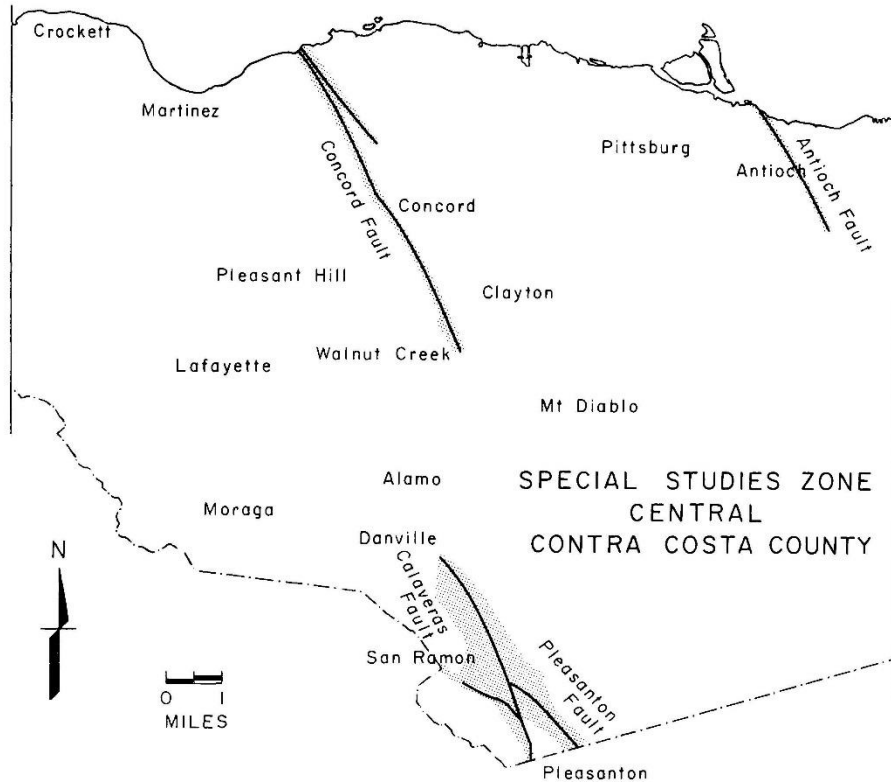 Crockett
Martinez
Concord Fault
Concord
Pittsburg
Antioch
Antioch Fault
Pleasant Hill
Clayton
Walnut Creek
Lafayette
Mt Diablo
Alamo
Moraga
SPECIAL STUDIES ZONE
CENTRAL
CONTRA COSTA COUNTY
Danville
Calaveras
Fault
N
San Ramon
Pleasanton
Fault
0 1
MILES
Pleasanton